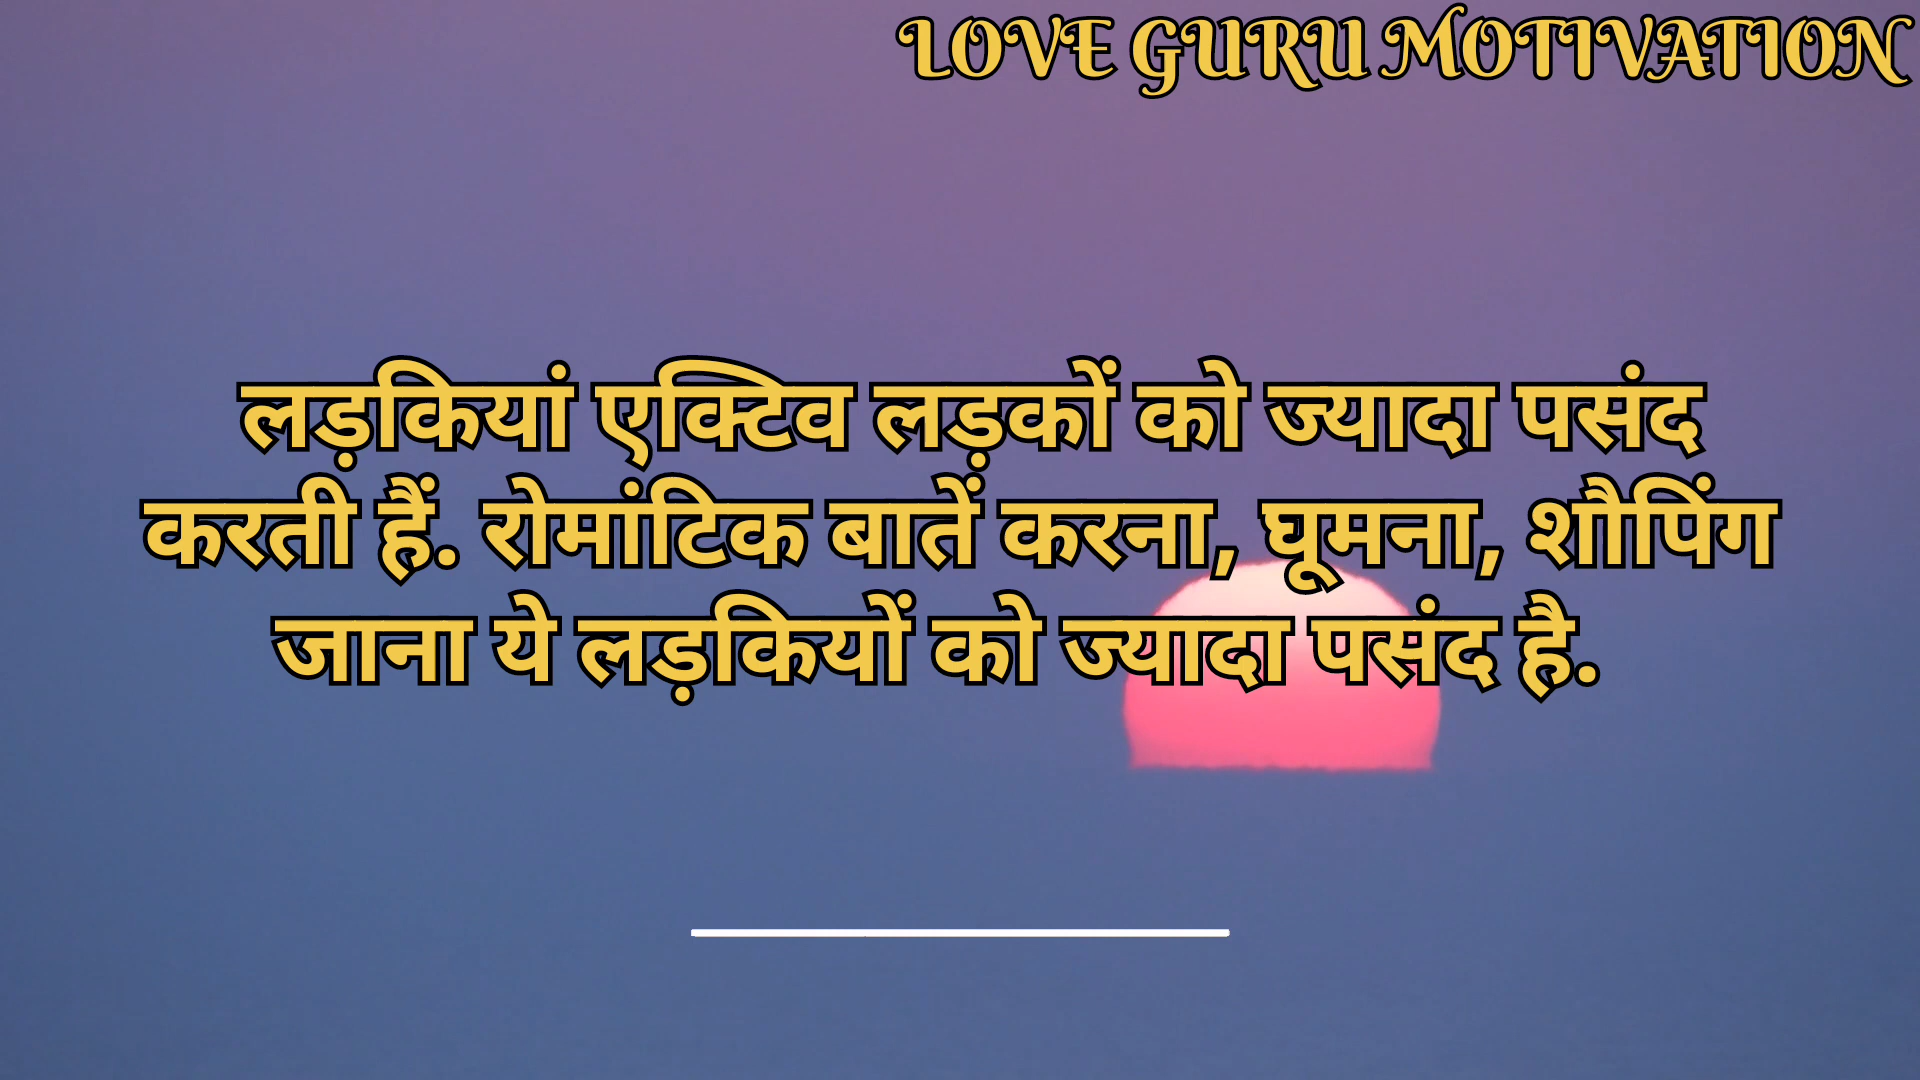 LOVE GURU MOTIVATION
लड़कियां एक्टिव लड़कों को ज्यादा पसंद
करती हैं. रोमांटिक बातें करना, घूमना, शौपिंग
जाना ये लड़कियों को ज्यादा पसंद है.